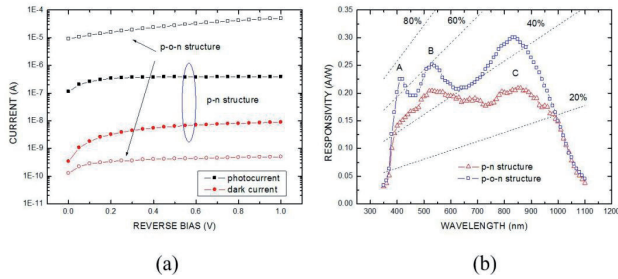 1E-4
1E-5
1E-6
1E-7
1E-8
1E-9
1E-10
1E-11
CURRENT (A)
p-o-n structure
p-n structure
photocurrent
dark current
0.0 0.2 0.4 0.6 0.8 1.0
REVERSE BIAS (V)
(a)
0.35
0.30
0.25
0.20
0.15
0.10
0.05
0.00
RESPONSIVITY (A/W)
80% 60% 40%
20%
A
B
C
p-n structure
p-o-n structure
300 400 500 600 700 800 900 1000 1100 1200
WAVELENGTH (nm)
(b)